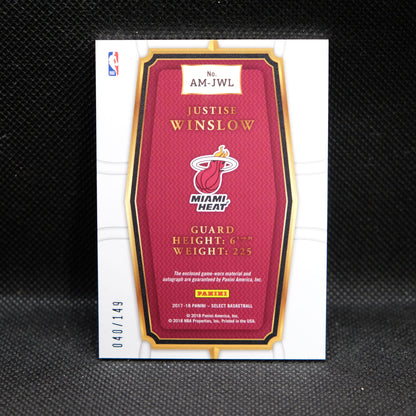 NBA
No.
AM-JWL
JUSTISE
WINSLOW
MIAMI
HEAT
GUARD
HEIGHT: 6'7"
WEIGHT: 225
The enclosed game-worn material and
autograph are guaranteed by Panini America, Inc.
PANINI
2017-18 PANINI – SELECT BASKETBALL
© 2018 Panini America, Inc.
© 2018 NBA Properties, Inc. Printed in the USA.
040/149